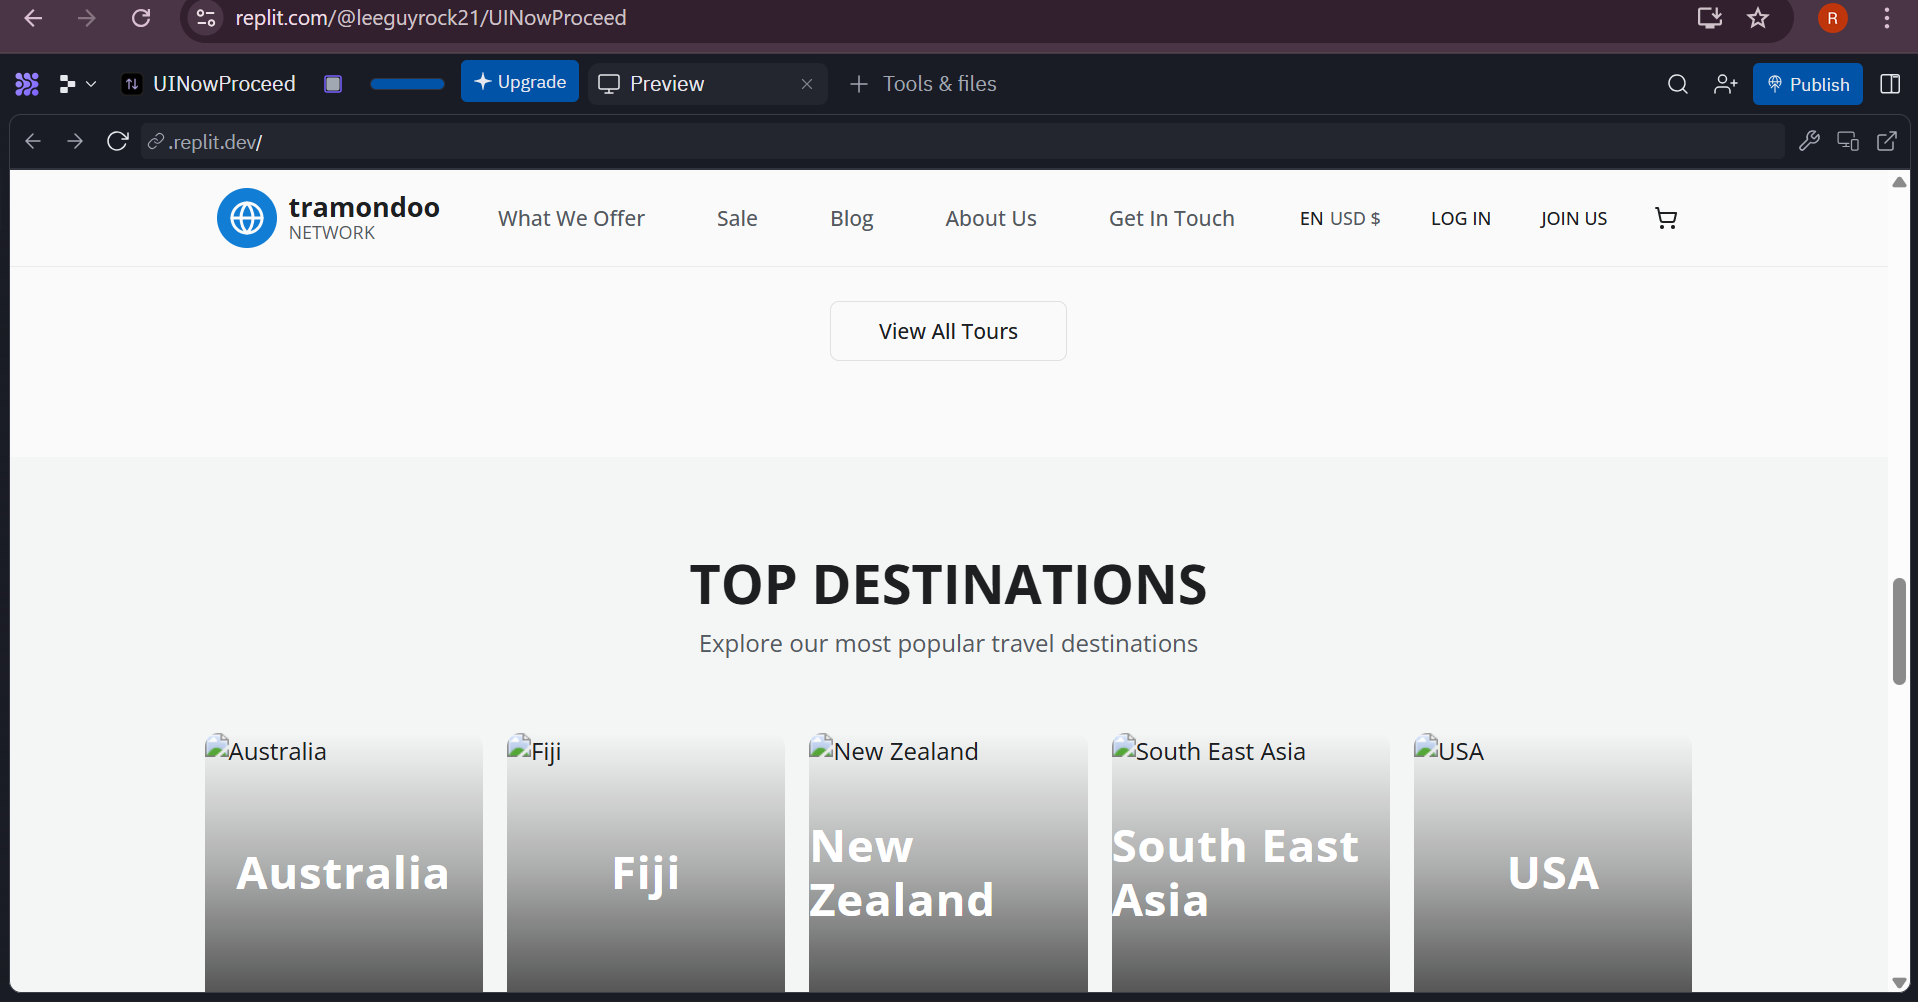 replit.com/@leeguyrock21/UINowProceed
R
UINowProceed
Upgrade
Preview
Tools & files
Publish
.replit.dev/
tramondoo
NETWORK
What We Offer
Sale
Blog
About Us
Get In Touch
EN USD $
LOG IN
JOIN US
View All Tours
TOP DESTINATIONS
Explore our most popular travel destinations
Australia
Fiji
New Zealand
South East Asia
USA
Australia
Fiji
New
Zealand
South East
Asia
USA